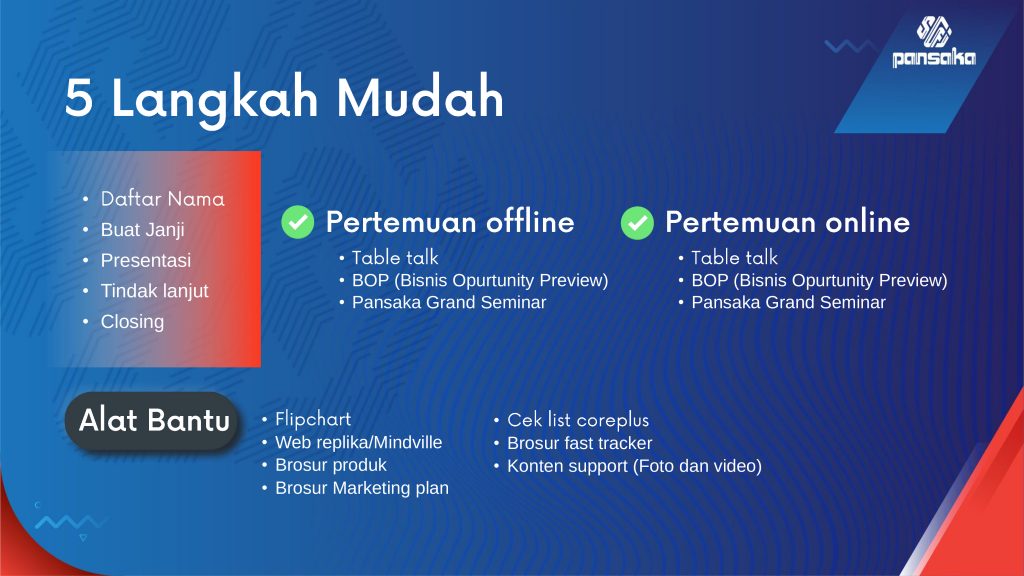 pansaka
5 Langkah Mudah
• Daftar Nama
• Buat Janji
• Presentasi
• Tindak lanjut
• Closing
Pertemuan offline
• Table talk
• BOP (Bisnis Opurtunity Preview)
• Pansaka Grand Seminar
Pertemuan online
• Table talk
• BOP (Bisnis Opurtunity Preview)
• Pansaka Grand Seminar
Alat Bantu
• Flipchart
• Web replika/Mindville
• Brosur produk
• Brosur Marketing plan
• Cek list coreplus
• Brosur fast tracker
• Konten support (Foto dan video)